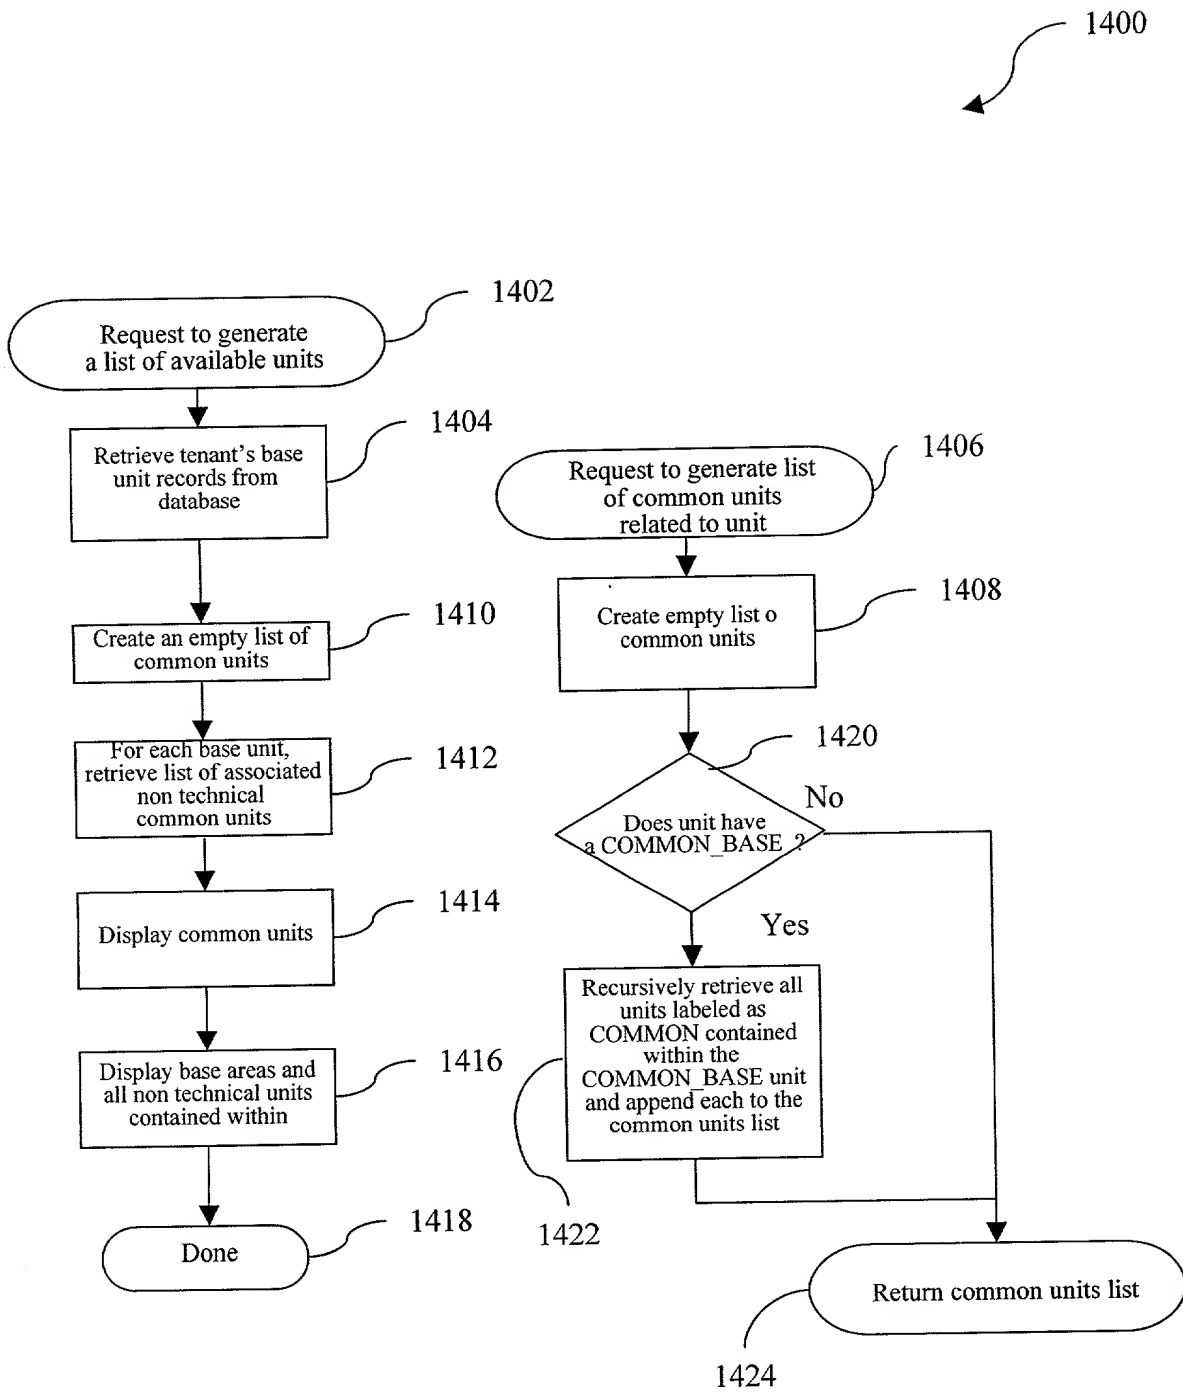 1400
1402
Request to generate
a list of available units
1404
Retrieve tenant's base
unit records from
database
1410
Create an empty list of
common units
1412
For each base unit,
retrieve list of associated
non technical
common units
1414
Display common units
1416
Display base areas and
all non technical units
contained within
1418
Done
1406
Request to generate list
of common units
related to unit
1408
Create empty list o
common units
1420
Does unit have
a COMMON_BASE ?
No
Yes
Recursively retrieve all
units labeled as
COMMON contained
within the
COMMON_BASE unit
and append each to the
common units list
1422
Return common units list
1424